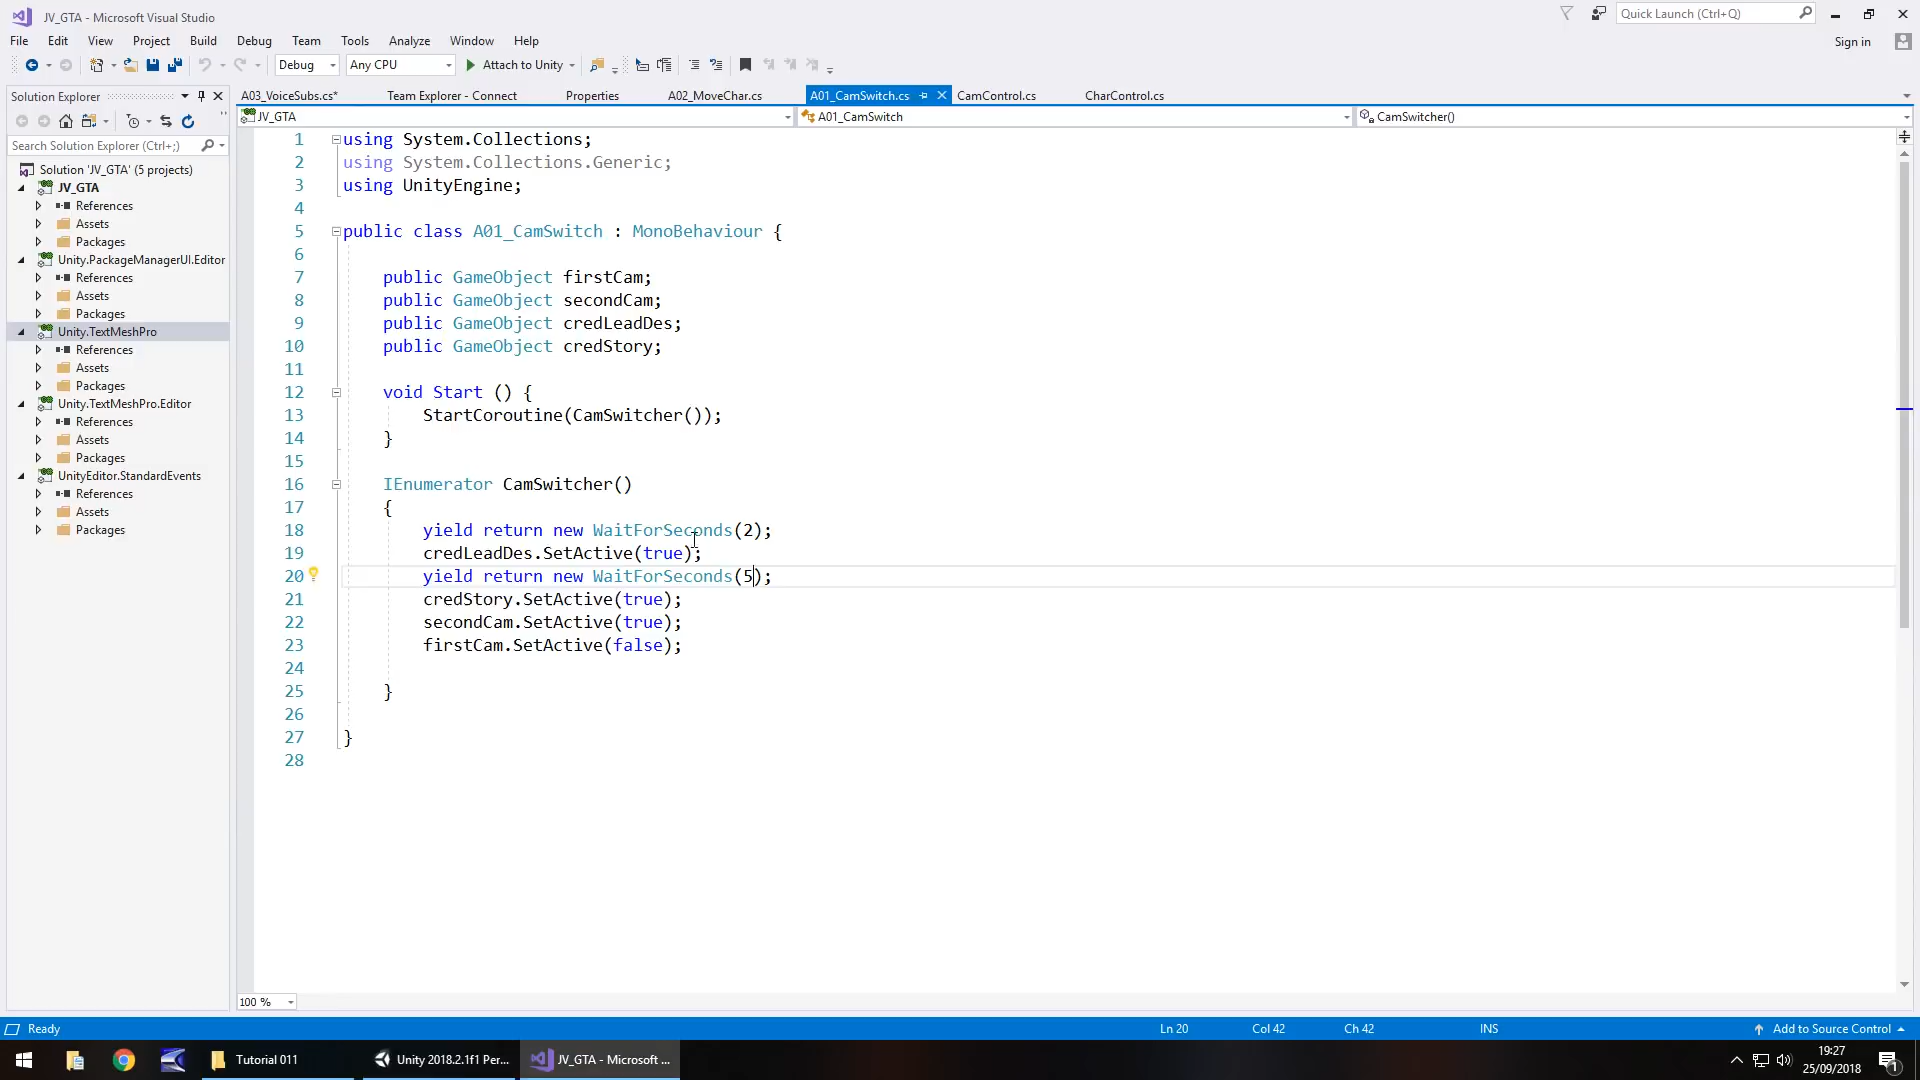 JV_GTA - Microsoft Visual Studio
Quick Launch (Ctrl+Q)
File Edit View Project Build Debug Team Tools Analyze Window Help
Sign in
Debug Any CPU Attach to Unity
Solution Explorer
A03_VoiceSubs.cs* Team Explorer - Connect Properties A02_MoveChar.cs A01_CamSwitch.cs CamControl.cs CharControl.cs
JV_GTA A01_CamSwitch CamSwitcher()
Search Solution Explorer (Ctrl+;)
Solution 'JV_GTA' (5 projects)
JV_GTA
References
Assets
Packages
Unity.PackageManagerUI.Editor
References
Assets
Packages
Unity.TextMeshPro
References
Assets
Packages
Unity.TextMeshPro.Editor
References
Assets
Packages
UnityEditor.StandardEvents
References
Assets
Packages
1 using System.Collections;
2 using System.Collections.Generic;
3 using UnityEngine;
4
5 public class A01_CamSwitch : MonoBehaviour {
6
7 public GameObject firstCam;
8 public GameObject secondCam;
9 public GameObject credLeadDes;
10 public GameObject credStory;
11
12 void Start () {
13 StartCoroutine(CamSwitcher());
14 }
15
16 IEnumerator CamSwitcher()
17 {
18 yield return new WaitForSeconds(2);
19 credLeadDes.SetActive(true);
20 yield return new WaitForSeconds(5);
21 credStory.SetActive(true);
22 secondCam.SetActive(true);
23 firstCam.SetActive(false);
24
25 }
26
27 }
28
100 %
Ready Ln 20 Col 42 Ch 42 INS Add to Source Control
Tutorial 011 Unity 2018.2.1f1 Per... JV_GTA - Microsoft ...
19:27
25/09/2018
1